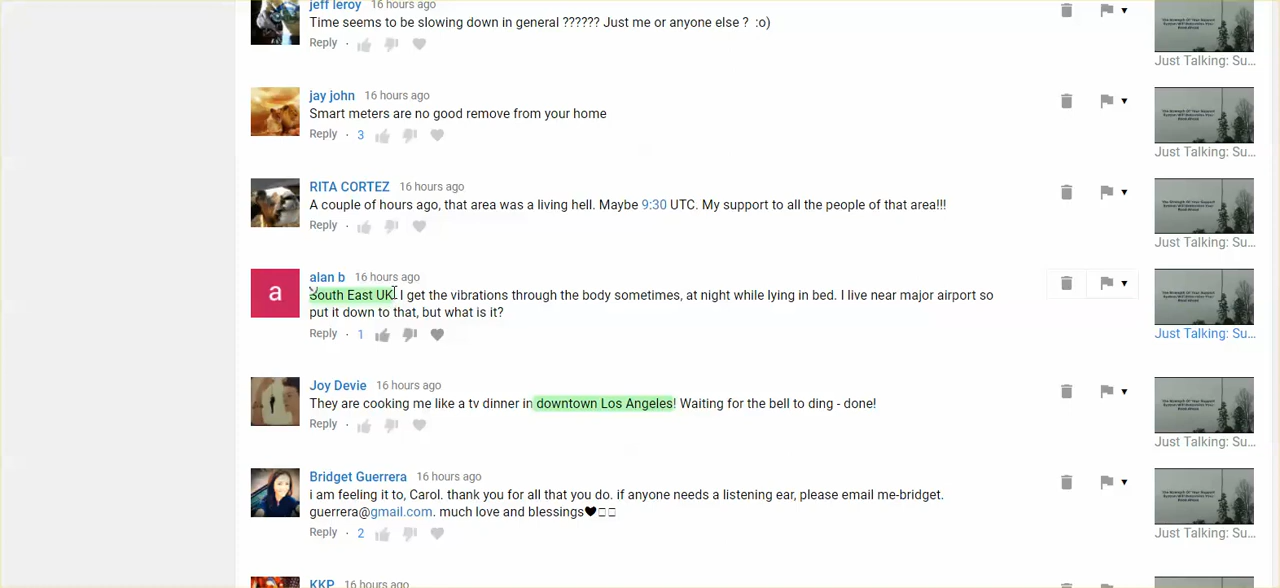 jeff leroy 16 hours ago
Time seems to be slowing down in general ?????? Just me or anyone else ? :o)
Reply ·
Just Talking: Su...
jay john 16 hours ago
Smart meters are no good remove from your home
Reply · 3
Just Talking: Su...
RITA CORTEZ 16 hours ago
A couple of hours ago, that area was a living hell. Maybe 9:30 UTC. My support to all the people of that area!!!
Reply ·
Just Talking: Su...
a
alan b 16 hours ago
South East UK. I get the vibrations through the body sometimes, at night while lying in bed. I live near major airport so
put it down to that, but what is it?
Reply · 1
Just Talking: Su...
Joy Devie 16 hours ago
They are cooking me like a tv dinner in downtown Los Angeles! Waiting for the bell to ding - done!
Reply ·
Just Talking: Su...
Bridget Guerrera 16 hours ago
i am feeling it to, Carol. thank you for all that you do. if anyone needs a listening ear, please email me-bridget.
guerrera@gmail.com. much love and blessings♥
Reply · 2
Just Talking: Su...
KKP 16 hours ago